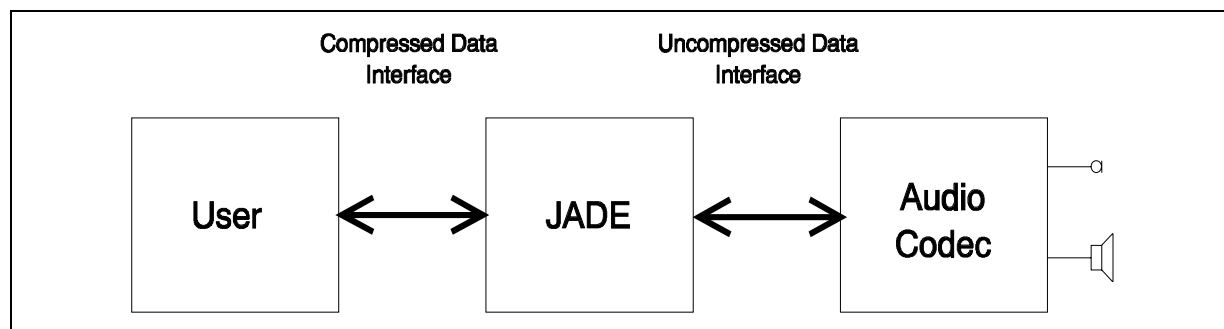 Compressed Data
Interface
Uncompressed Data
Interface
User
JADE
Audio
Codec